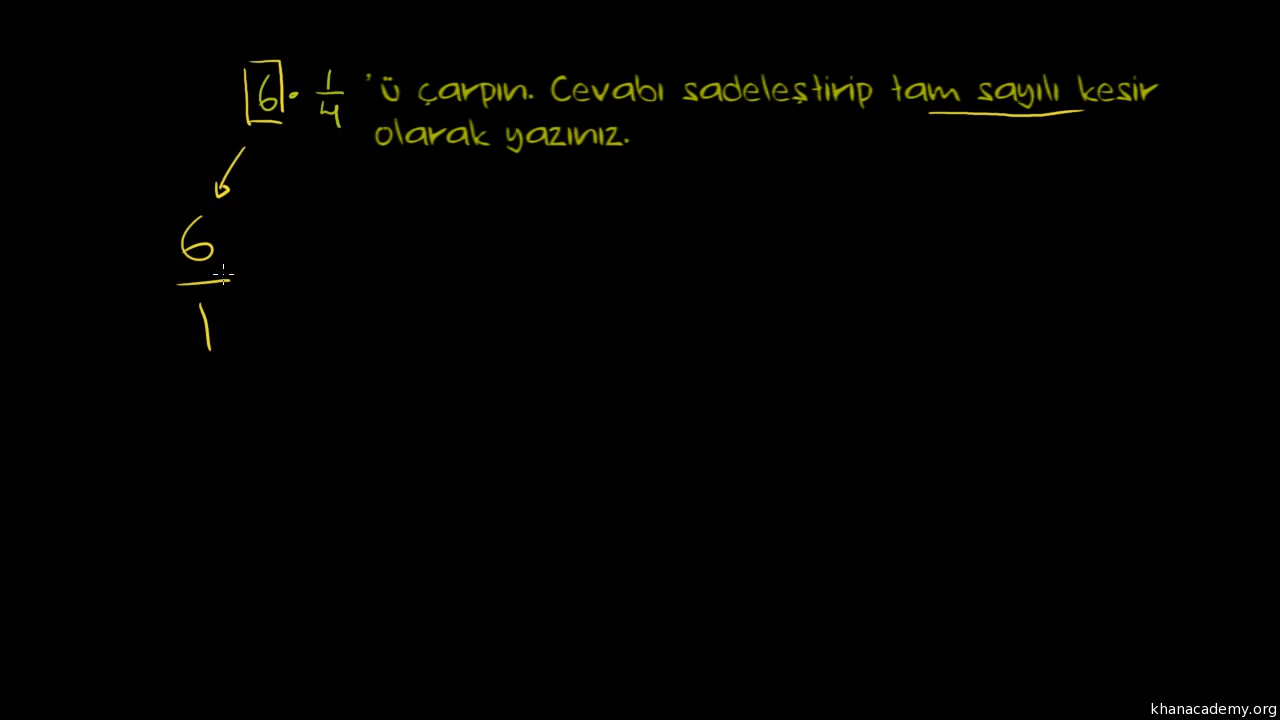 6 · 1/4 'ü çarpın. Cevabı sadeleştirip tam sayılı kesir
olarak yazınız.
6
1
khanacademy.org